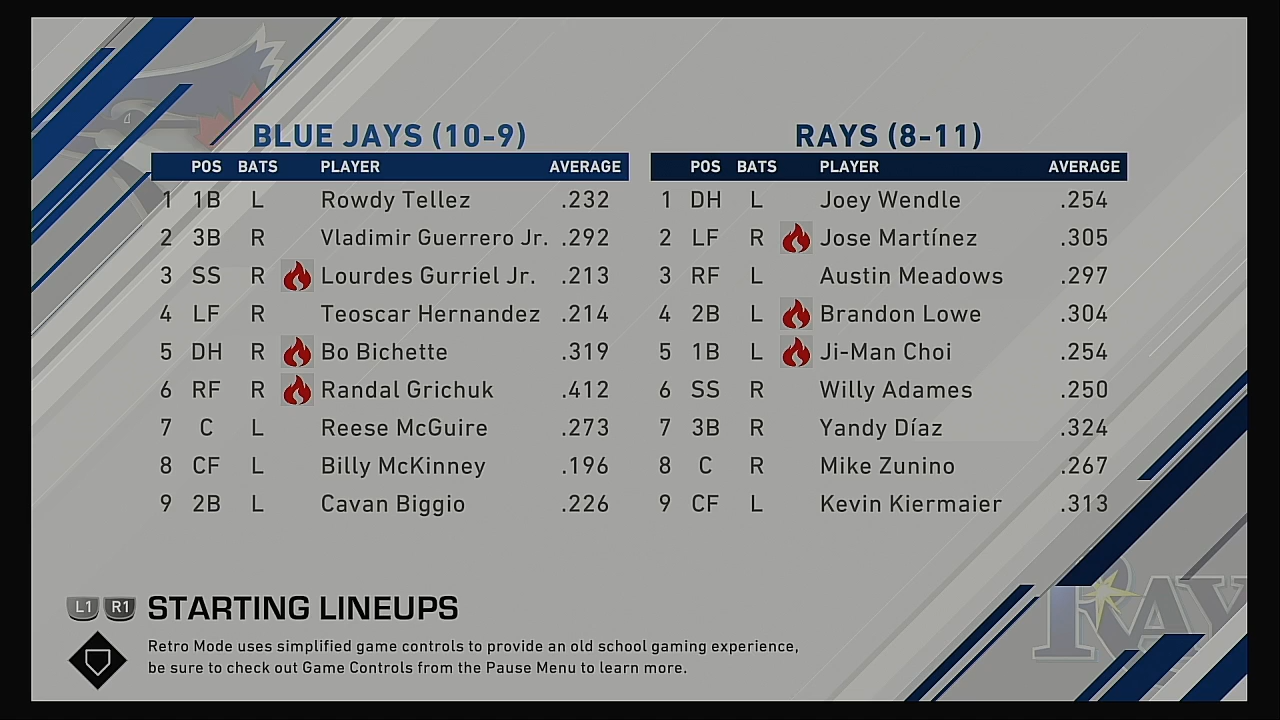 BLUE JAYS (10-9)
POS BATS PLAYER AVERAGE
1 1B L Rowdy Tellez .232
2 3B R Vladimir Guerrero Jr. .292
3 SS R Lourdes Gurriel Jr. .213
4 LF R Teoscar Hernandez .214
5 DH R Bo Bichette .319
6 RF R Randal Grichuk .412
7 C L Reese McGuire .273
8 CF L Billy McKinney .196
9 2B L Cavan Biggio .226
RAYS (8-11)
POS BATS PLAYER AVERAGE
1 DH L Joey Wendle .254
2 LF R Jose Martínez .305
3 RF L Austin Meadows .297
4 2B L Brandon Lowe .304
5 1B L Ji-Man Choi .254
6 SS R Willy Adames .250
7 3B R Yandy Díaz .324
8 C R Mike Zunino .267
9 CF L Kevin Kiermaier .313
L1 R1 STARTING LINEUPS
Retro Mode uses simplified game controls to provide an old school gaming experience,
be sure to check out Game Controls from the Pause Menu to learn more.
RAY